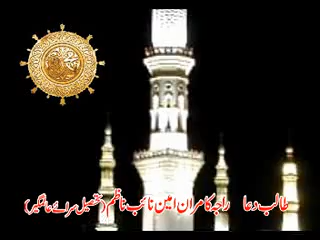 طالب دعا راجہ کامران امین نائب ناظم (تحصیل سرائے عالمگیر)